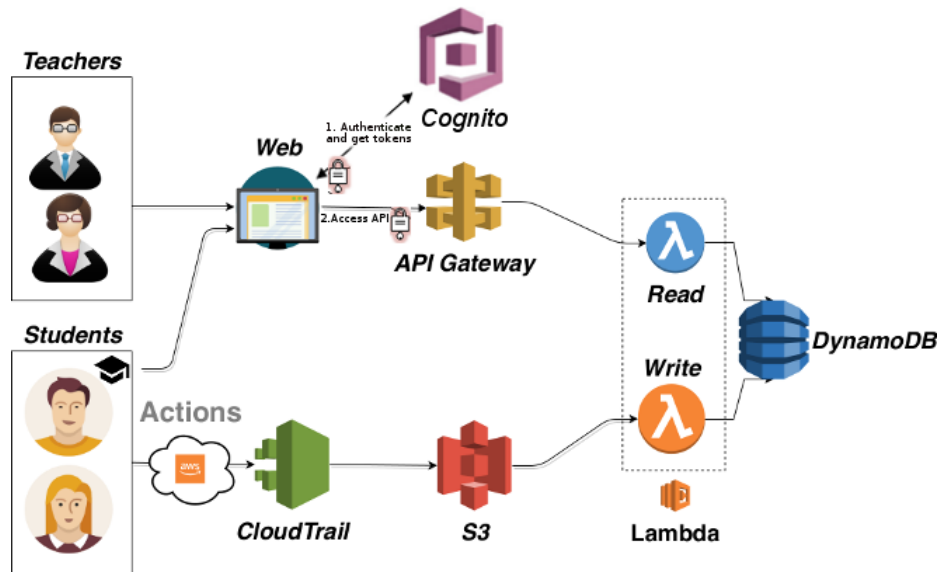 Teachers
Cognito
1. Authenticate
and get tokens
Web
2.Access API
API Gateway
Read
Students
DynamoDB
Write
Actions
aws
CloudTrail
S3
Lambda